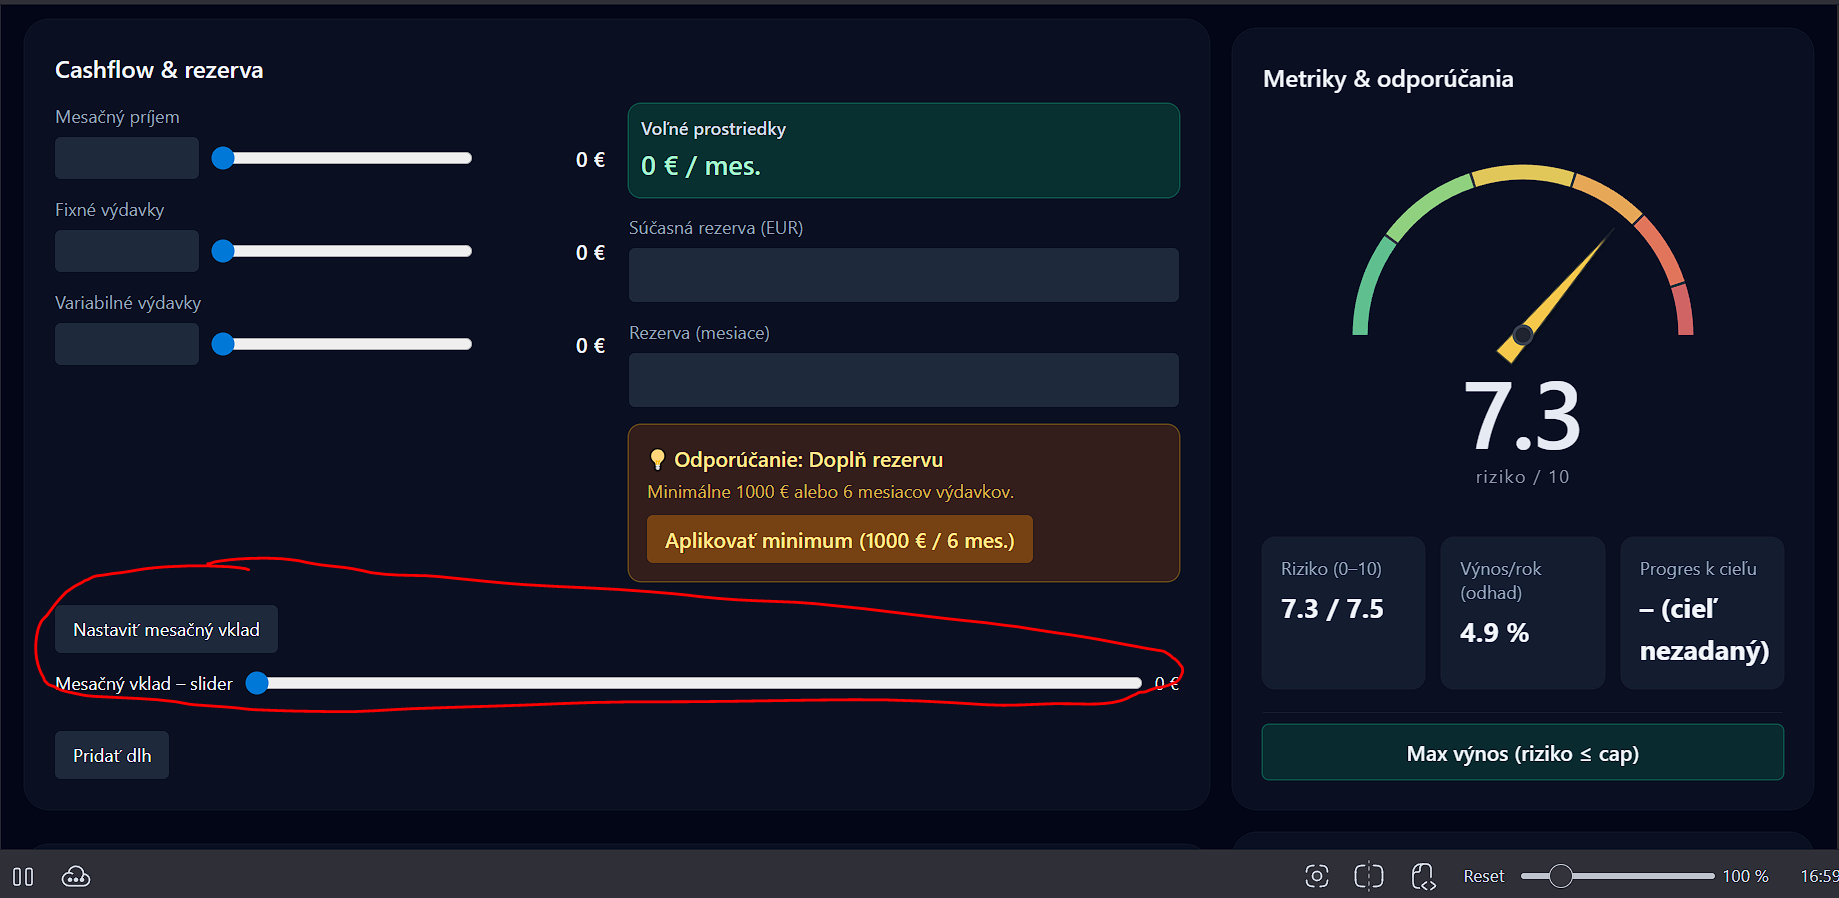 Cashflow & rezerva
Mesačný príjem
0 €
Fixné výdavky
0 €
Variabilné výdavky
0 €
Voľné prostriedky
0 € / mes.
Súčasná rezerva (EUR)
Rezerva (mesiace)
Odporúčanie: Doplň rezervu
Minimálne 1000 € alebo 6 mesiacov výdavkov.
Aplikovať minimum (1000 € / 6 mes.)
Nastaviť mesačný vklad
Mesačný vklad – slider
0 €
Pridať dlh
Metriky & odporúčania
7.3
riziko / 10
Riziko (0–10)
7.3 / 7.5
Výnos/rok
(odhad)
4.9 %
Progres k cieľu
– (cieľ
nezadaný)
Max výnos (riziko ≤ cap)
Reset
100 %
16:59